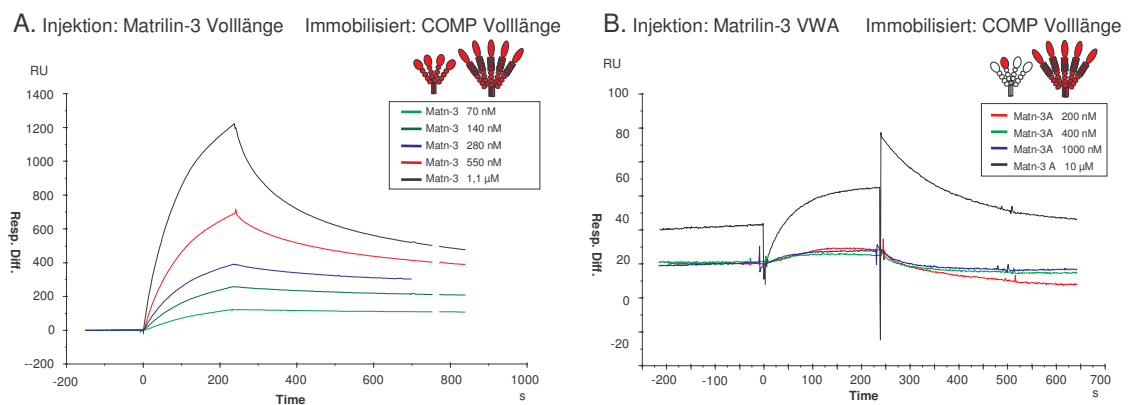 A. Injektion: Matrilin-3 Volllänge Immobilisiert: COMP Volllänge
RU
1400
1200
1000
800
600
400
200
0
--200
Resp. Diff.
Matn-3 70 nM
Matn-3 140 nM
Matn-3 280 nM
Matn-3 550 nM
Matn-3 1,1 µM
-200 0 200 400 600 800 1000
Time s
B. Injektion: Matrilin-3 VWA Immobilisiert: COMP Volllänge
RU
100
80
60
40
20
0
-20
Resp. Diff.
Matn-3A 200 nM
Matn-3A 400 nM
Matn-3A 1000 nM
Matn-3 A 10 µM
-200 -100 0 100 200 300 400 500 600 700
Time s